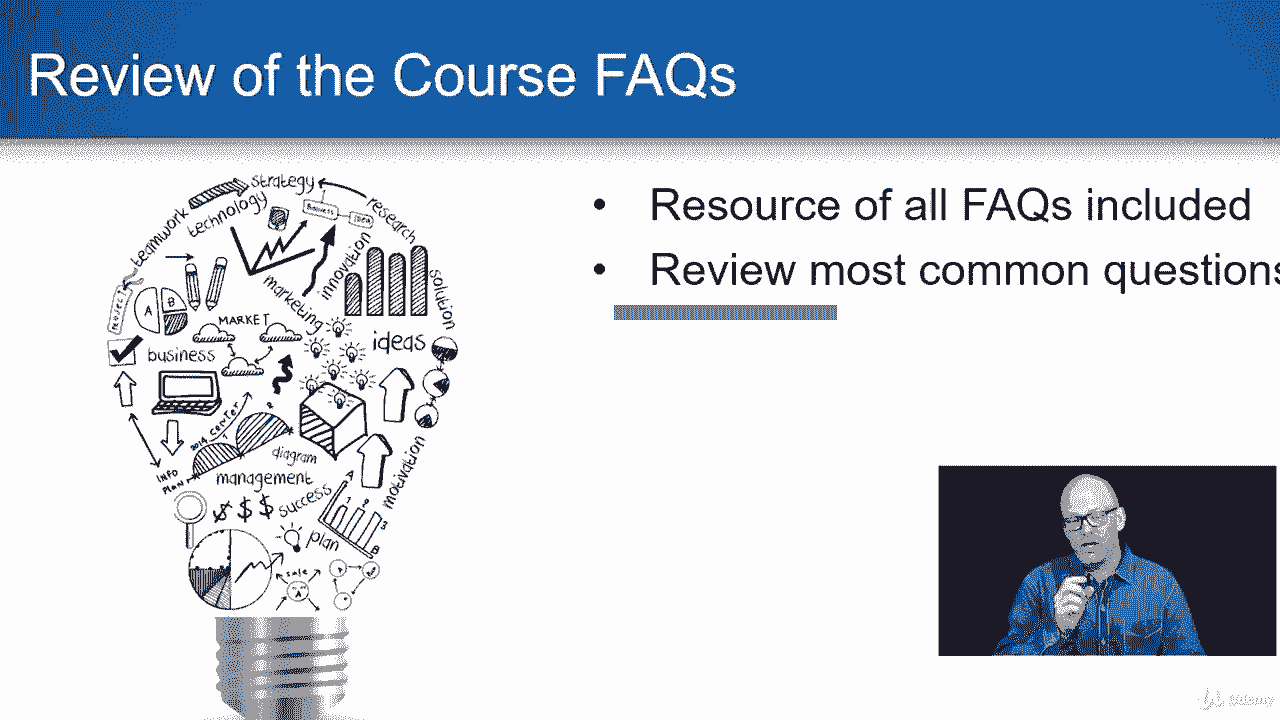 Review of the Course FAQs
• Resource of all FAQs included
• Review most common questions
strategy
teamwork
technology
Business
IDEA
research
innovation
solution
project
A
B
marketing
MARKET
ideas
business
2014 CENTER
INFO
PLAN
diagram
management
motivation
$ $ $
success
1
2
3
B
plan
sale
A
Udemy